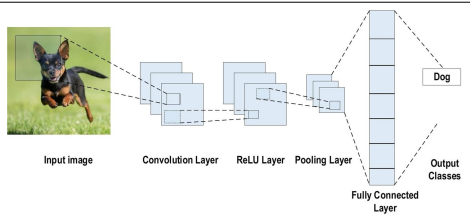 Dog
Input image
Convolution Layer
ReLU Layer
Pooling Layer
Output
Classes
Fully Connected
Layer